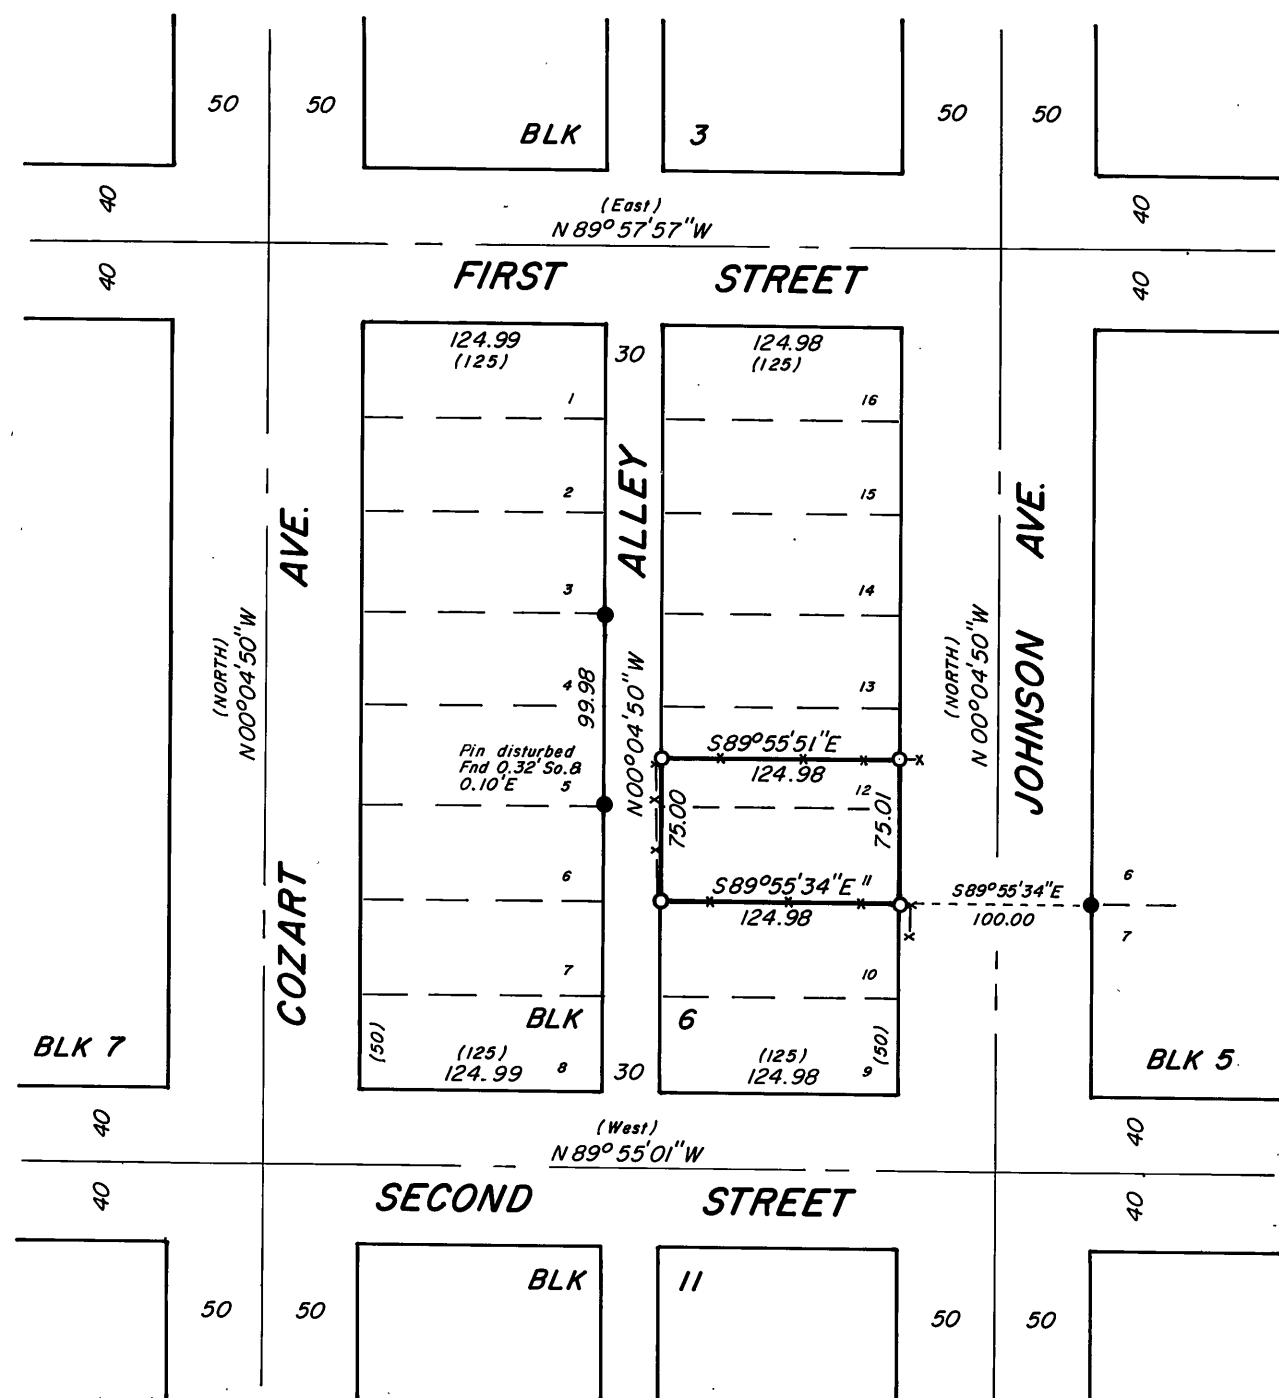 50 50 BLK 3 50 50
40 40
(East)
N 89° 57' 57" W
40 FIRST STREET 40
124.99 30 124.98
(125) (125)
1 16
2 15
ALLEY
COZART AVE.
JOHNSON AVE.
3 14
(NORTH)
N 00° 04' 50" W
99.98
N 00° 04' 50" W
(NORTH)
N 00° 04' 50" W
4 13
S 89° 55' 51" E
124.98
Pin disturbed
Fnd 0.32' So. &
0.10' E 5
12
75.00 75.01
6 S 89° 55' 34" E 11
124.98
S 89° 55' 34" E
100.00
6
7
7 10
BLK 6
BLK 7
BLK 5
(50) (50)
(125) (125)
124.99 8 30 124.98 9
40 40
(West)
N 89° 55' 01" W
40 SECOND STREET 40
BLK 11
50 50 50 50